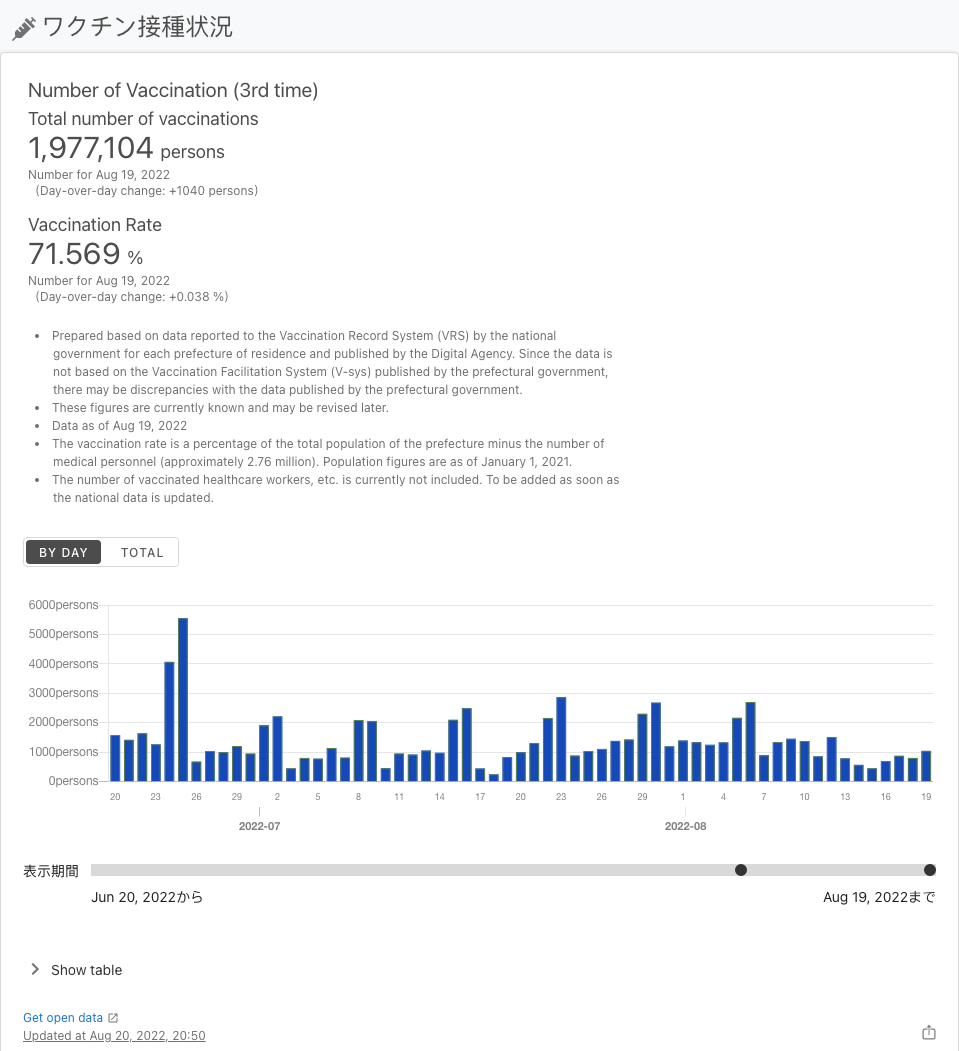 ワクチン接種状況
Number of Vaccination (3rd time)
Total number of vaccinations
1,977,104 persons
Number for Aug 19, 2022
(Day-over-day change: +1040 persons)
Vaccination Rate
71.569 %
Number for Aug 19, 2022
(Day-over-day change: +0.038 %)
• Prepared based on data reported to the Vaccination Record System (VRS) by the national
government for each prefecture of residence and published by the Digital Agency. Since the data is
not based on the Vaccination Facilitation System (V-sys) published by the prefectural government,
there may be discrepancies with the data published by the prefectural government.
• These figures are currently known and may be revised later.
• Data as of Aug 19, 2022
• The vaccination rate is a percentage of the total population of the prefecture minus the number of
medical personnel (approximately 2.76 million). Population figures are as of January 1, 2021.
• The number of vaccinated healthcare workers, etc. is currently not included. To be added as soon as
the national data is updated.
BY DAY TOTAL
6000persons
5000persons
4000persons
3000persons
2000persons
1000persons
0persons
20 23 26 29 2 5 8 11 14 17 20 23 26 29 1 4 7 10 13 16 19
2022-07 2022-08
表示期間
Jun 20, 2022から Aug 19, 2022まで
Show table
Get open data
Updated at Aug 20, 2022, 20:50